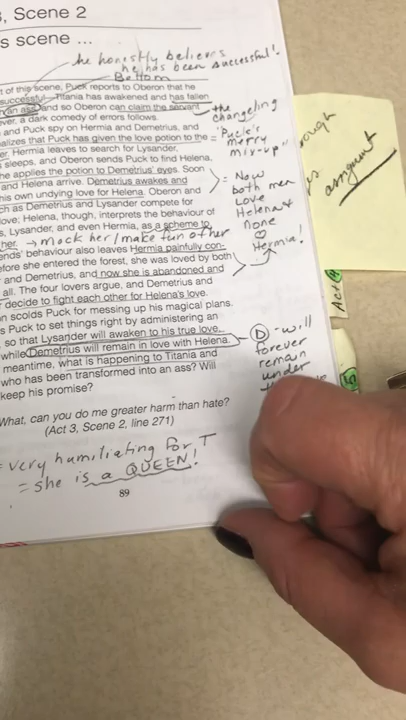 3, Scene 2
s scene ...
he honestly believes
he has been successful!
Bottom
t of this scene, Puck reports to Oberon that he
successful—Titania has awakened and has fallen
an ass and so Oberon can claim the servant
the
changeling
er, a dark comedy of errors follows.
and Puck spy on Hermia and Demetrius, and
alizes that Puck has given the love potion to the
= "Puck's
merry
mix-up"
er. Hermia leaves to search for Lysander,
sleeps, and Oberon sends Puck to find Helena,
he applies the potion to Demetrius' eyes. Soon
and Helena arrive. Demetrius awakes and
his own undying love for Helena. Oberon and
= Now
both men
love
Helena &
none
Hermia!
ch as Demetrius and Lysander compete for
love; Helena, though, interprets the behaviour of
s, Lysander, and even Hermia, as a scheme to
her. → mock her/make fun of her
ends' behaviour also leaves Hermia painfully con-
efore she entered the forest, she was loved by both
and Demetrius, and now she is abandoned and
all. The four lovers argue, and Demetrius and
decide to fight each other for Helena's love.
n scolds Puck for messing up his magical plans.
s Puck to set things right by administering an
, so that Lysander will awaken to his true love,
while Demetrius will remain in love with Helena.
D - will
forever
remain
under
meantime, what is happening to Titania and
who has been transformed into an ass? Will
keep his promise?
What, can you do me greater harm than hate?
(Act 3, Scene 2, line 271)
= very humiliating for T
= she is a QUEEN!
89
rough
assignment
Act 4
5